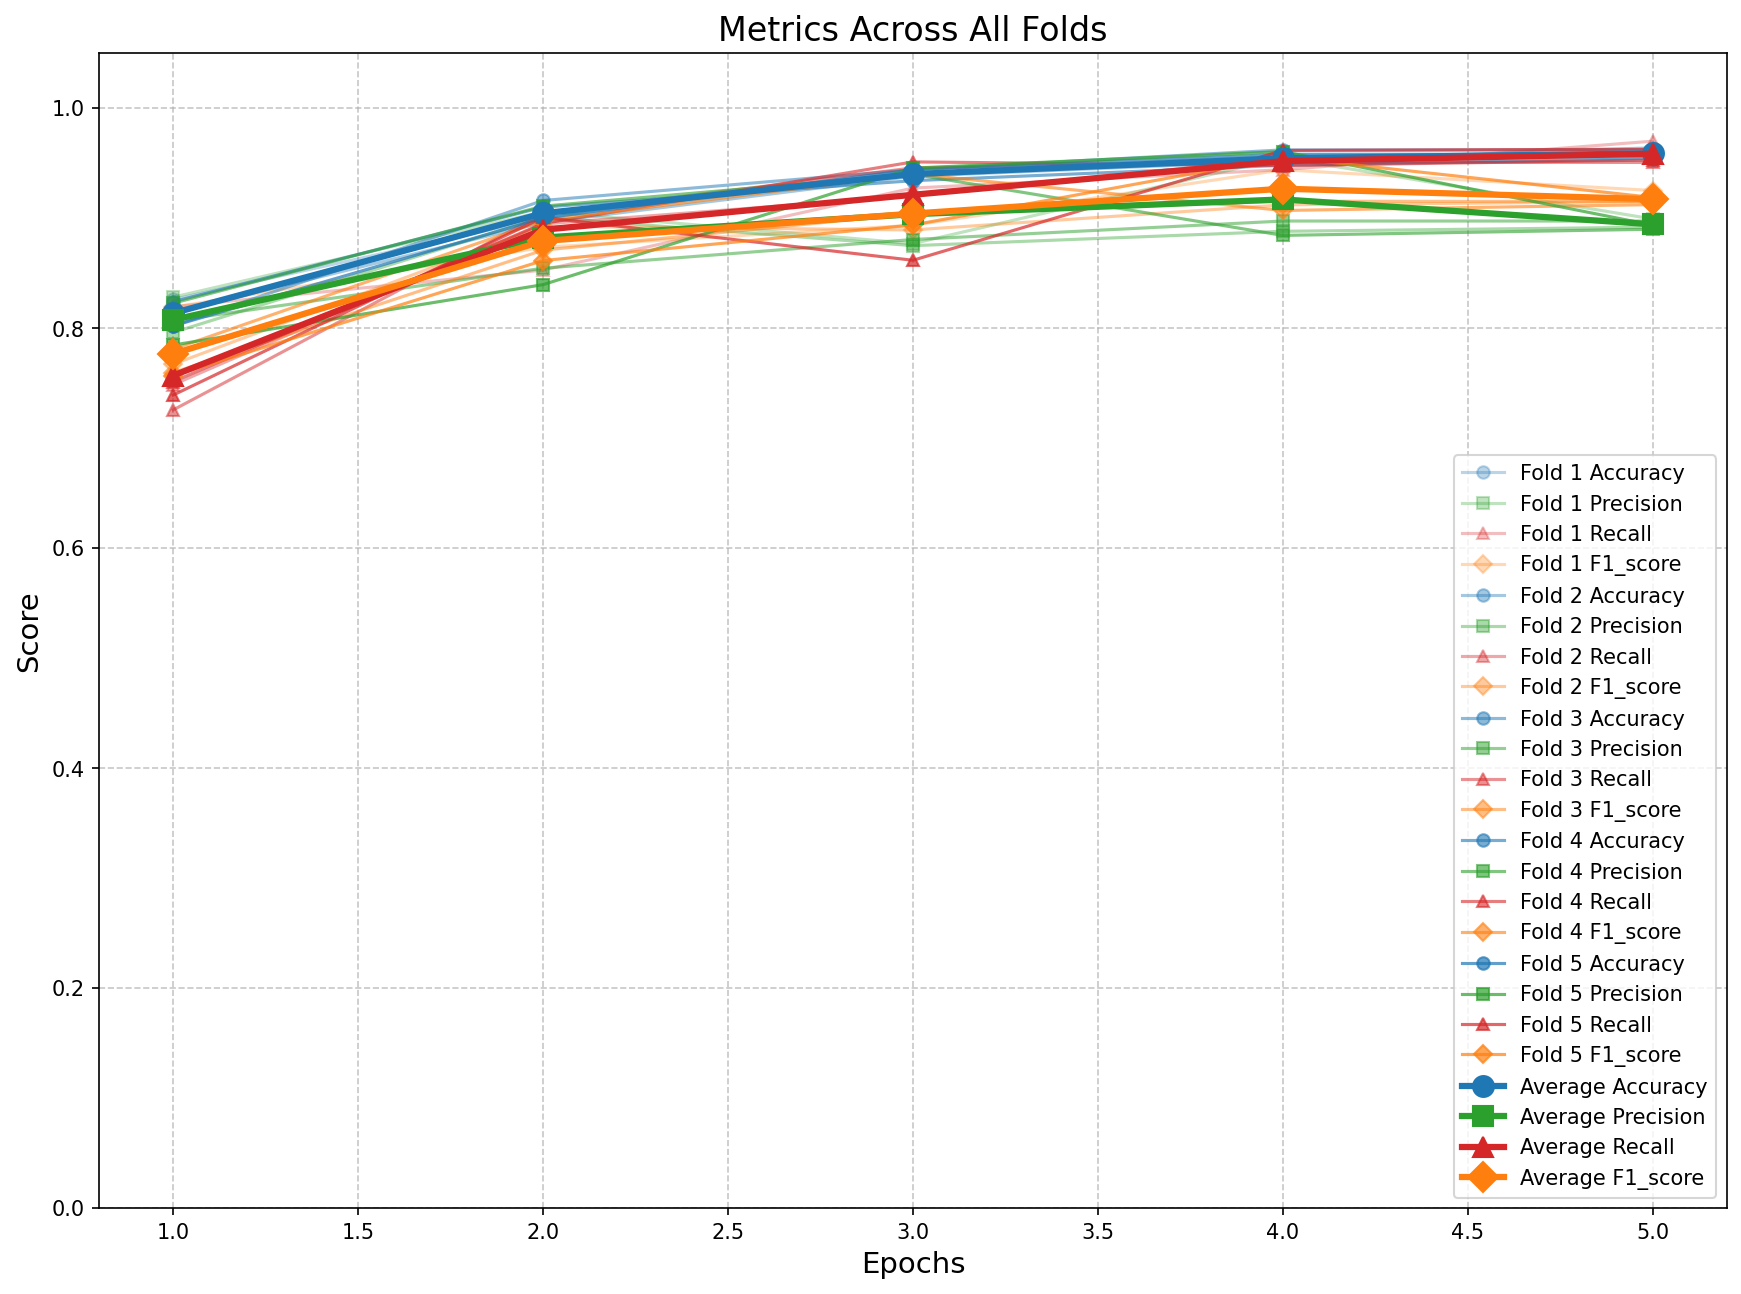 Metrics Across All Folds
1.0
0.8
0.6
0.4
0.2
0.0
Score
Fold 1 Accuracy
Fold 1 Precision
Fold 1 Recall
Fold 1 F1_score
Fold 2 Accuracy
Fold 2 Precision
Fold 2 Recall
Fold 2 F1_score
Fold 3 Accuracy
Fold 3 Precision
Fold 3 Recall
Fold 3 F1_score
Fold 4 Accuracy
Fold 4 Precision
Fold 4 Recall
Fold 4 F1_score
Fold 5 Accuracy
Fold 5 Precision
Fold 5 Recall
Fold 5 F1_score
Average Accuracy
Average Precision
Average Recall
Average F1_score
1.0 1.5 2.0 2.5 3.0 3.5 4.0 4.5 5.0
Epochs